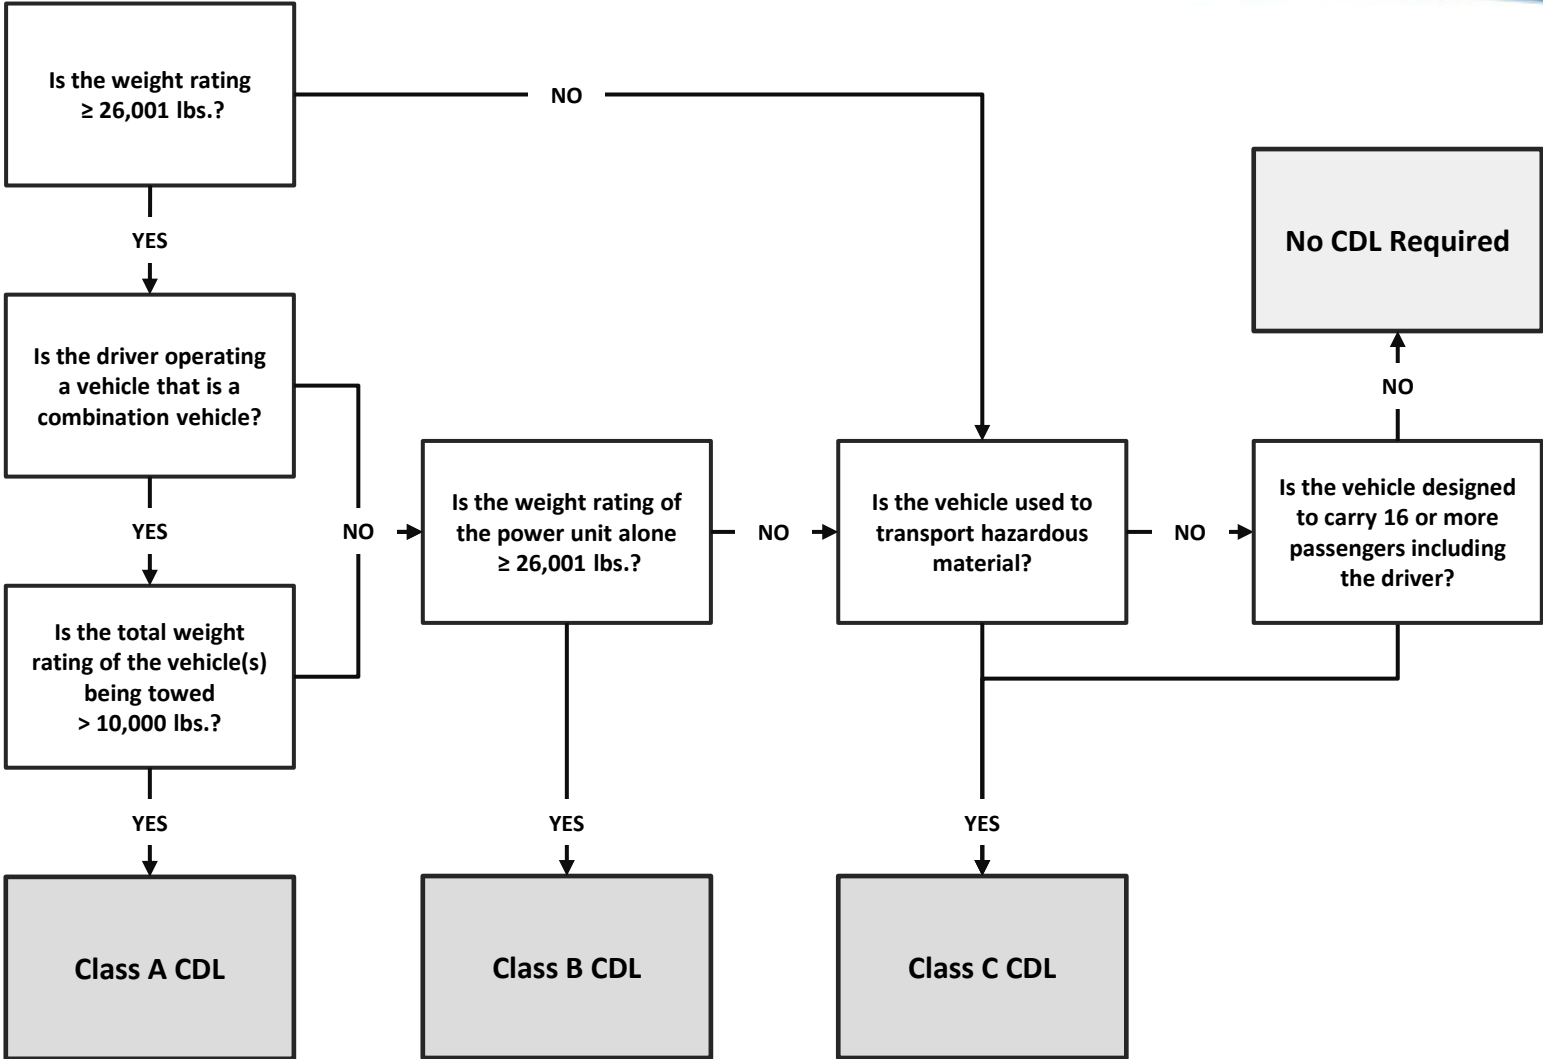 Is the weight rating
≥ 26,001 lbs.?
NO
YES
No CDL Required
Is the driver operating
a vehicle that is a
combination vehicle?
NO
YES
NO
Is the weight rating of
the power unit alone
≥ 26,001 lbs.?
NO
Is the vehicle used to
transport hazardous
material?
NO
Is the vehicle designed
to carry 16 or more
passengers including
the driver?
Is the total weight
rating of the vehicle(s)
being towed
> 10,000 lbs.?
YES
YES
YES
Class A CDL
Class B CDL
Class C CDL